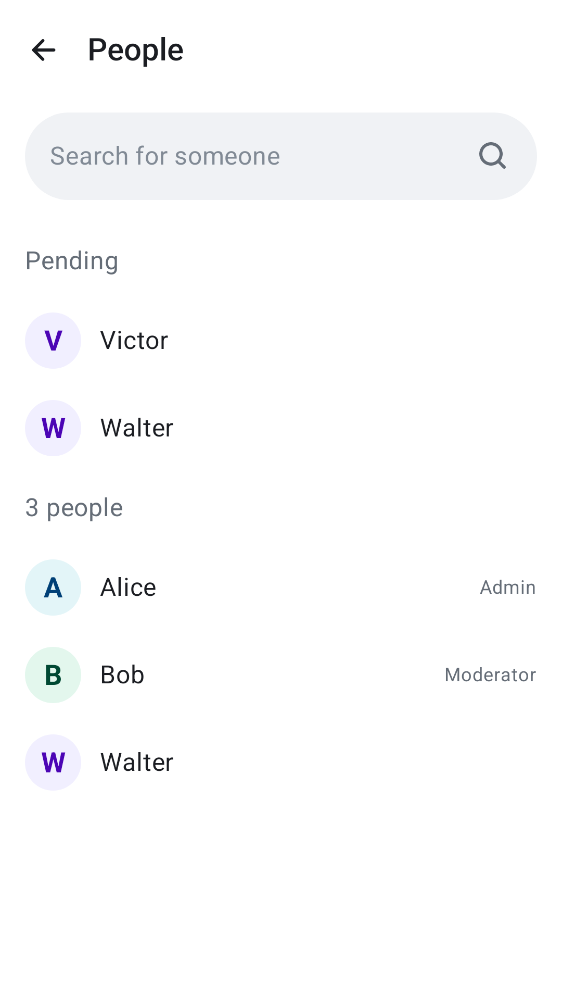 People
Search for someone
Pending
V Victor
W Walter
3 people
A Alice Admin
B Bob Moderator
W Walter